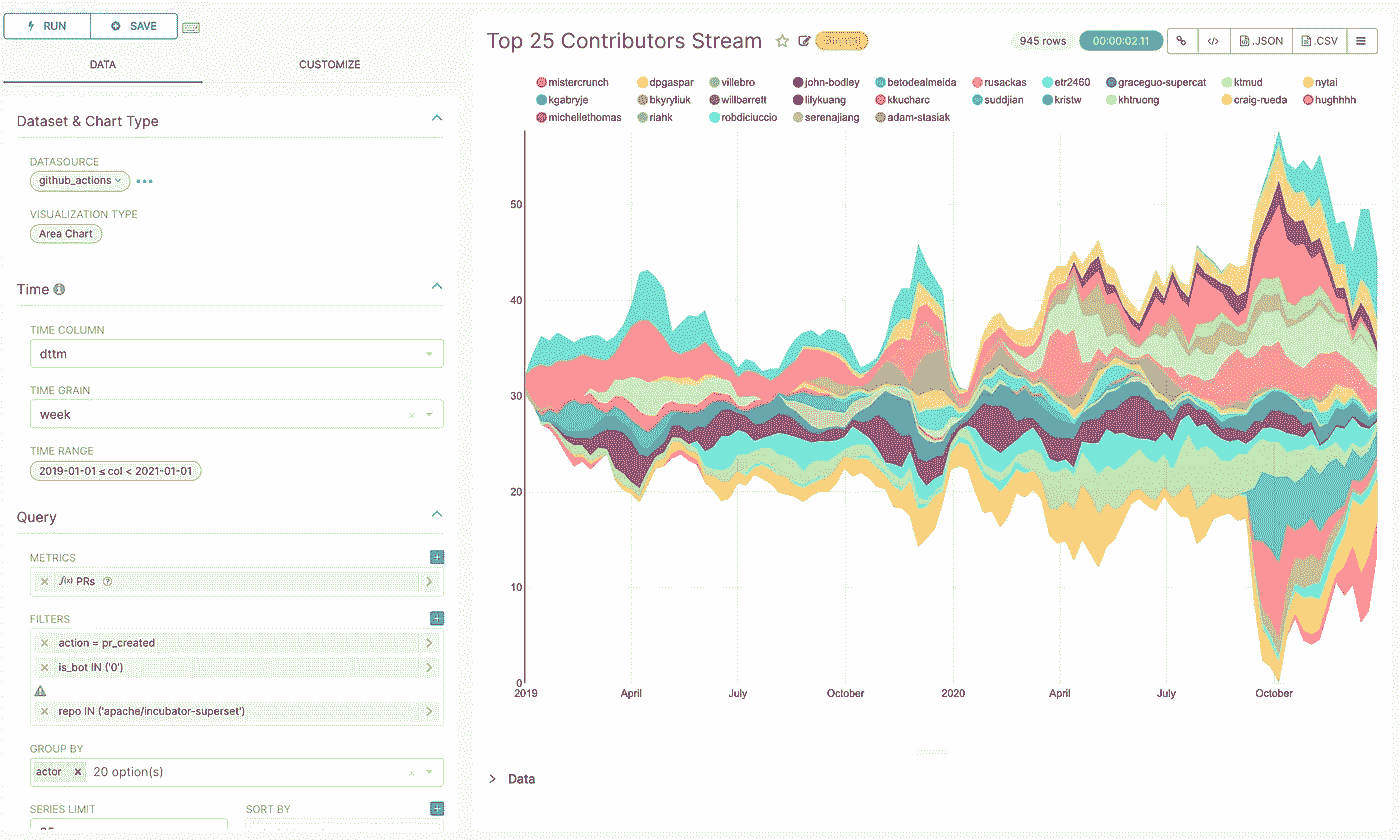 RUN SAVE
DATA CUSTOMIZE
Dataset & Chart Type
DATASOURCE
github_actions
VISUALIZATION TYPE
Area Chart
Time
TIME COLUMN
dttm
TIME GRAIN
week
TIME RANGE
2019-01-01 ≤ col < 2021-01-01
Query
METRICS
f(x) PRs
FILTERS
action = pr_created
is_bot IN ('0')
repo IN ('apache/incubator-superset')
GROUP BY
actor 20 option(s)
SERIES LIMIT SORT BY
Top 25 Contributors Stream 945 rows 00:00:02.11 .JSON .CSV
mistercrunch dpgaspar villebro john-bodley betodealmeida rusackas etr2460 graceguo-supercat ktmud nytai
kgabryje bkyryliuk willbarrett lilykuang kkucharc suddjian kristw khtruong craig-rueda hughhhh
michellethomas riahk robdiciuccio serenajiang adam-stasiak
50
40
30
20
10
0
2019 April July October 2020 April July October
Data